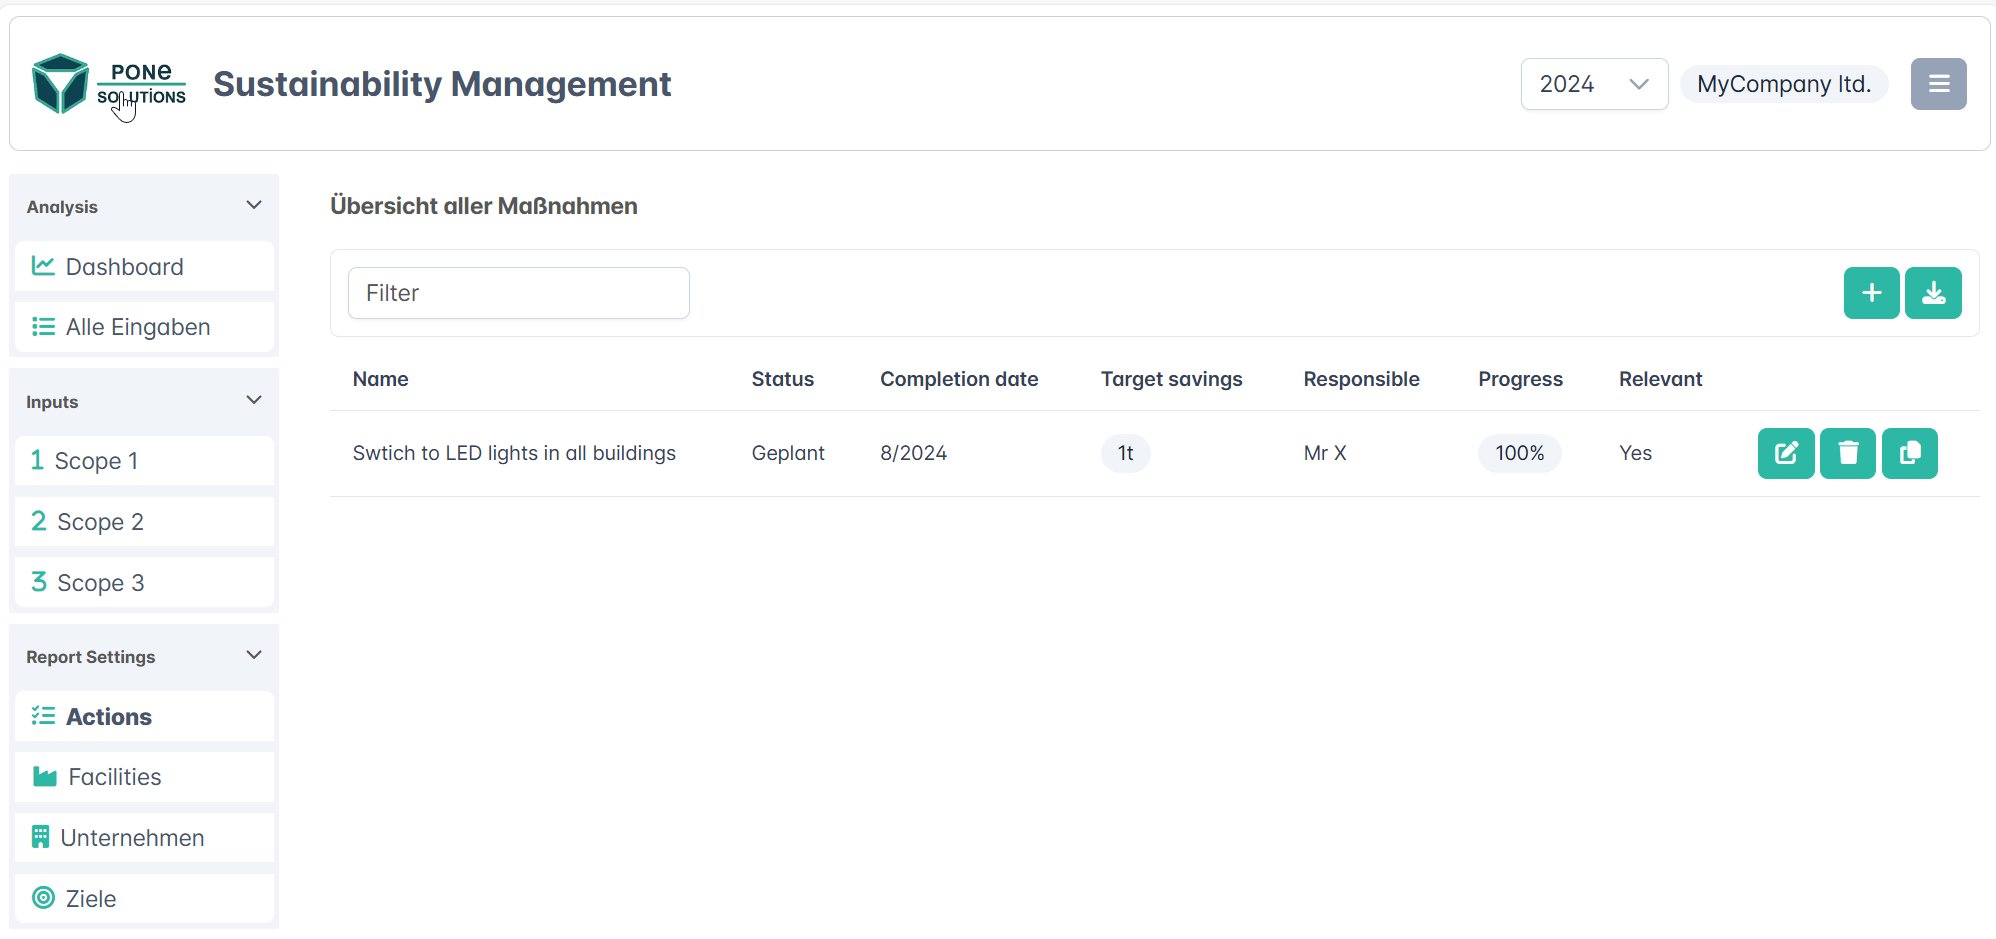 PONe
SOLUTiONS
Sustainability Management
2024
MyCompany ltd.
Analysis
Dashboard
Alle Eingaben
Inputs
1 Scope 1
2 Scope 2
3 Scope 3
Report Settings
Actions
Facilities
Unternehmen
Ziele
Übersicht aller Maßnahmen
Filter
Name Status Completion date Target savings Responsible Progress Relevant
Swtich to LED lights in all buildings Geplant 8/2024 1t Mr X 100% Yes